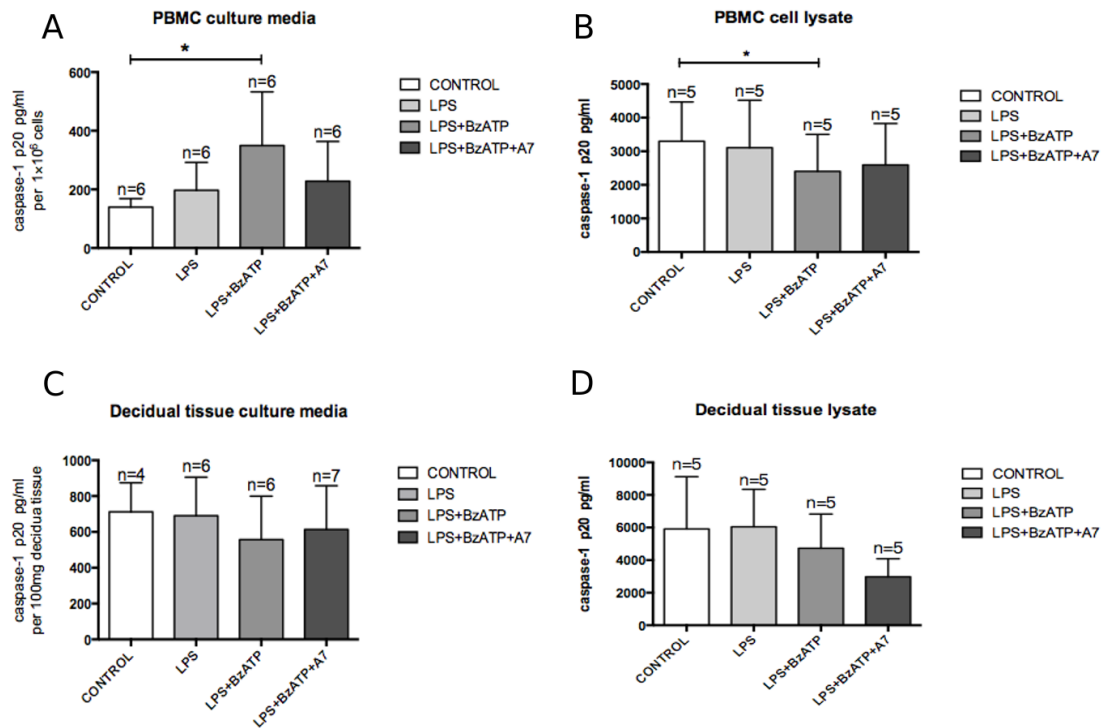 A
PBMC culture media
*
caspase-1 p20 pg/ml
per 1×10⁶ cells
600
400
200
0
n=6
n=6
n=6
n=6
CONTROL
LPS
LPS+BzATP
LPS+BzATP+A7
CONTROL
LPS
LPS+BzATP
LPS+BzATP+A7
B
PBMC cell lysate
*
caspase-1 p20 pg/ml
5000
4000
3000
2000
1000
0
n=5
n=5
n=5
n=5
CONTROL
LPS
LPS+BzATP
LPS+BzATP+A7
CONTROL
LPS
LPS+BzATP
LPS+BzATP+A7
C
Decidual tissue culture media
caspase-1 p20 pg/ml
per 100mg decidua tissue
1000
800
600
400
200
0
n=4
n=6
n=6
n=7
CONTROL
LPS
LPS+BzATP
LPS+BzATP+A7
CONTROL
LPS
LPS+BzATP
LPS+BzATP+A7
D
Decidual tissue lysate
caspase-1 p20 pg/ml
10000
8000
6000
4000
2000
0
n=5
n=5
n=5
n=5
CONTROL
LPS
LPS+BzATP
LPS+BzATP+A7
CONTROL
LPS
LPS+BzATP
LPS+BzATP+A7